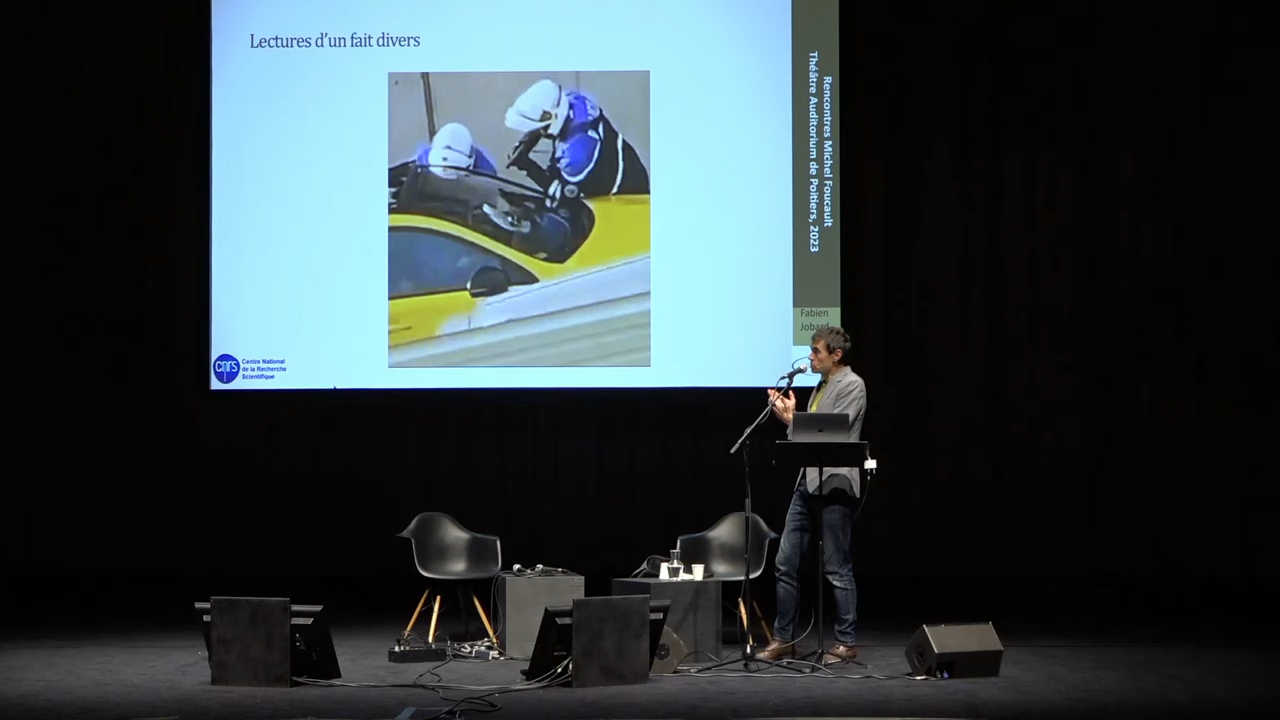 Lectures d'un fait divers
Rencontres Michel Foucault
Théâtre Auditorium de Poitiers, 2023
Fabien
cnrs
Centre National
de la Recherche
Scientifique